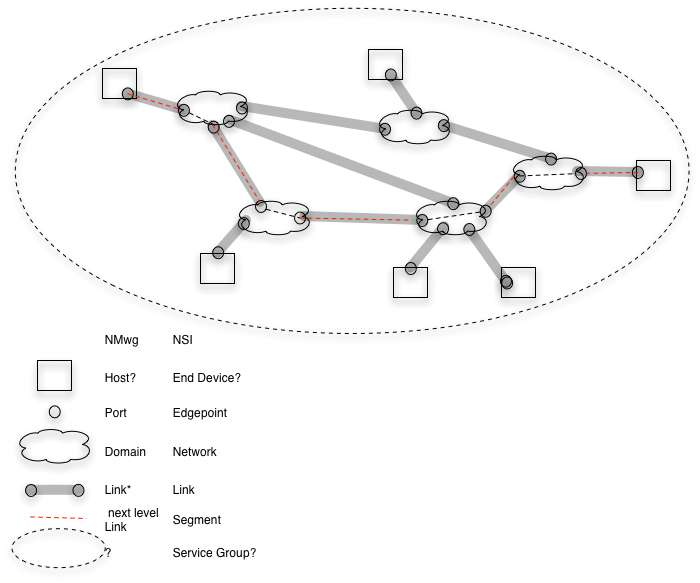 NMwg NSI
Host? End Device?
Port Edgepoint
Domain Network
Link* Link
next level
Link Segment
? Service Group?